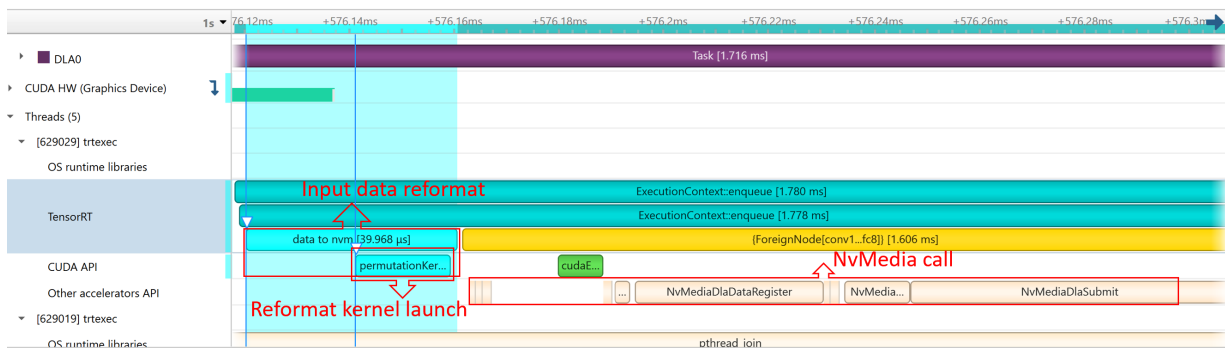 1s 76.12ms +576.14ms +576.16ms +576.18ms +576.2ms +576.22ms +576.24ms +576.26ms +576.28ms +576.3m
DLA0 Task [1.716 ms]
CUDA HW (Graphics Device)
Threads (5)
[629029] trtexec
OS runtime libraries
Input data reformat ExecutionContext::enqueue [1.780 ms]
TensorRT ExecutionContext::enqueue [1.778 ms]
data to nvm [39.968 µs] {ForeignNode[conv1...fc8]} [1.606 ms]
CUDA API permutationKer... cudaE... NvMedia call
Other accelerators API ... NvMediaDlaDataRegister NvMedia... NvMediaDlaSubmit
Reformat kernel launch
[629019] trtexec
OS runtime libraries pthread_join